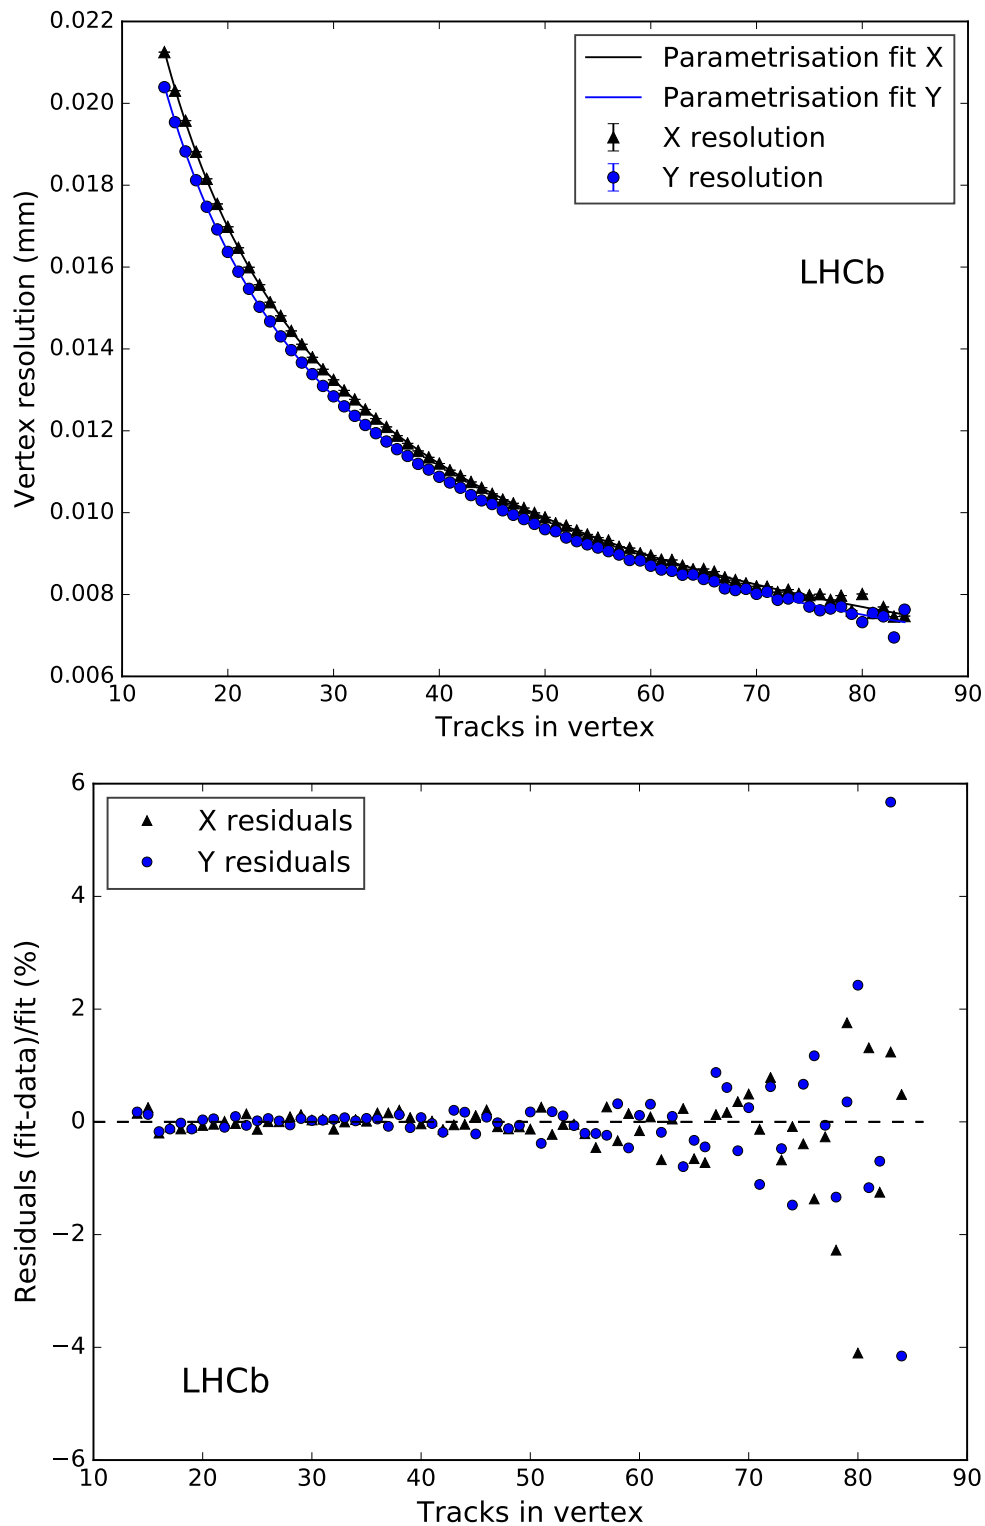 0.022
0.020
0.018
0.016
0.014
0.012
0.010
0.008
0.006
Vertex resolution (mm)
Parametrisation fit X
Parametrisation fit Y
X resolution
Y resolution
LHCb
10 20 30 40 50 60 70 80 90
Tracks in vertex
6
4
2
0
−2
−4
−6
Residuals (fit-data)/fit (%)
X residuals
Y residuals
LHCb
10 20 30 40 50 60 70 80 90
Tracks in vertex